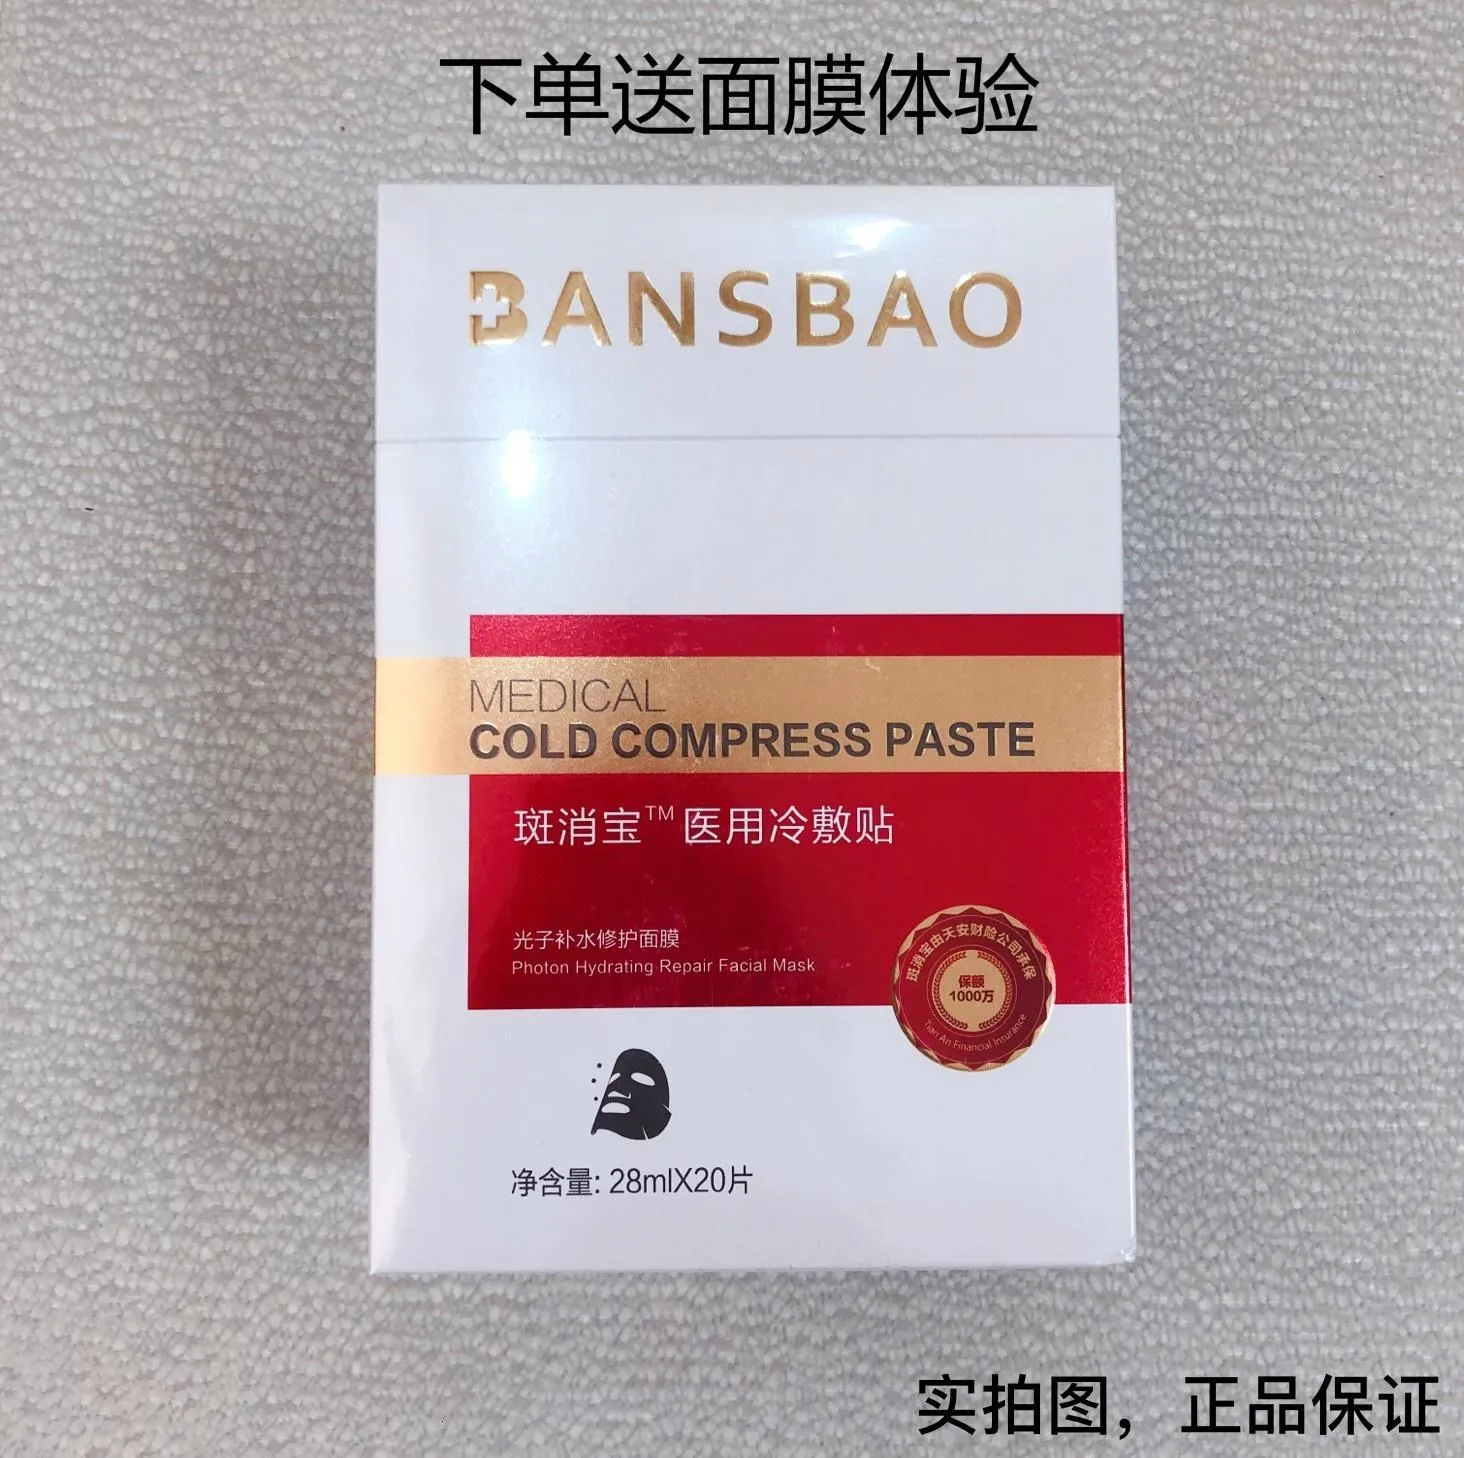 下单送面膜体验
BANSBAO
MEDICAL
COLD COMPRESS PASTE
斑消宝™医用冷敷贴
光子补水修护面膜
Photon Hydrating Repair Facial Mask
斑消宝由天安财险公司承保
保额
1000万
Tian An Financial Insurance
净含量: 28mlX20片
实拍图，正品保证